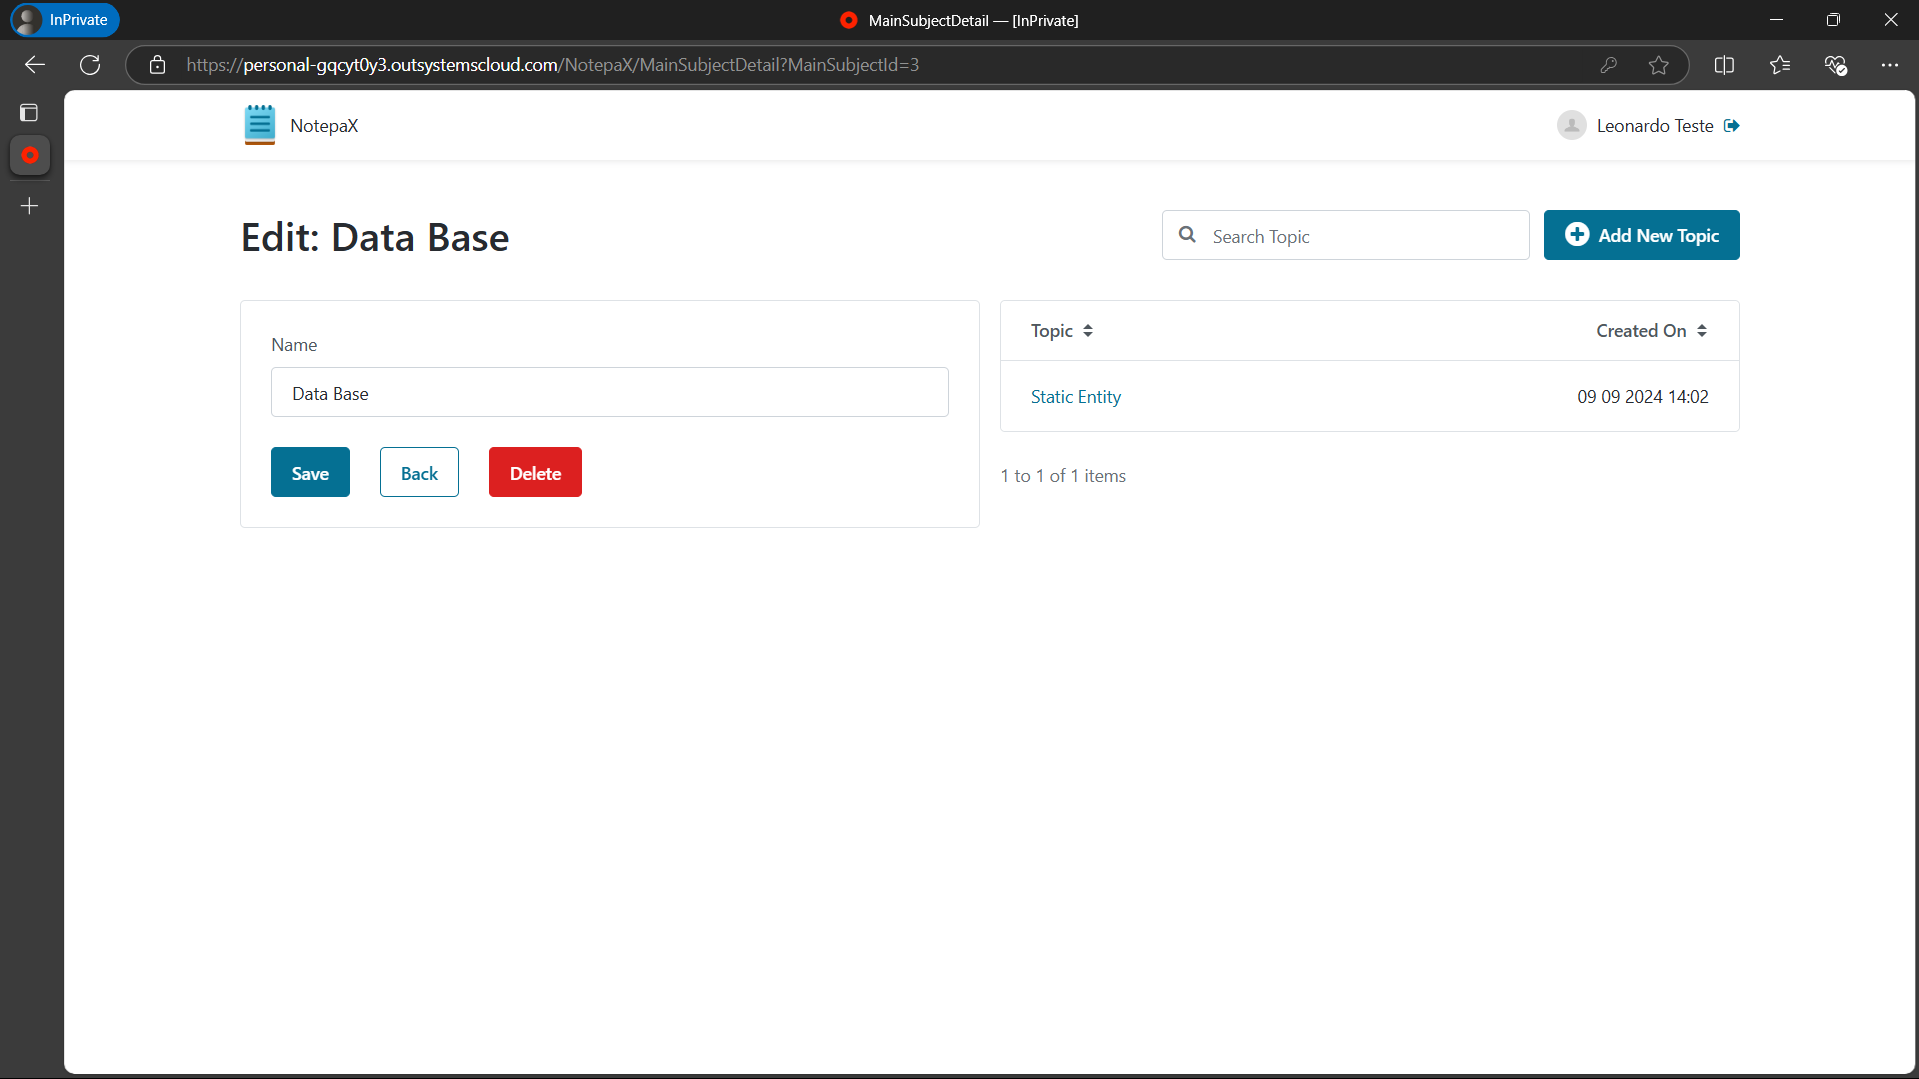 InPrivate
MainSubjectDetail — [InPrivate]
https://personal-gqcyt0y3.outsystemscloud.com/NotepaX/MainSubjectDetail?MainSubjectId=3
NotepaX
Leonardo Teste
Edit: Data Base
Search Topic
Add New Topic
Name
Data Base
Save
Back
Delete
Topic
Created On
Static Entity
09 09 2024 14:02
1 to 1 of 1 items